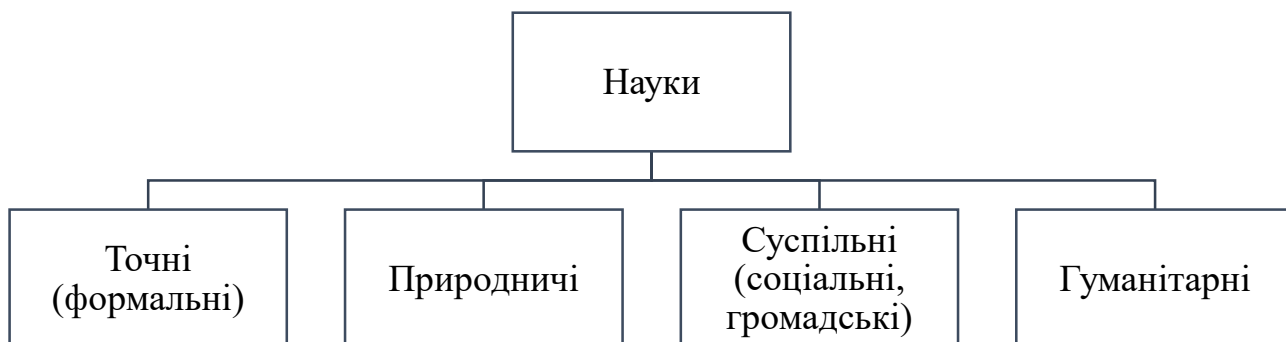 Науки
Точні
(формальні)
Природничі
Суспільні
(соціальні,
громадські)
Гуманітарні